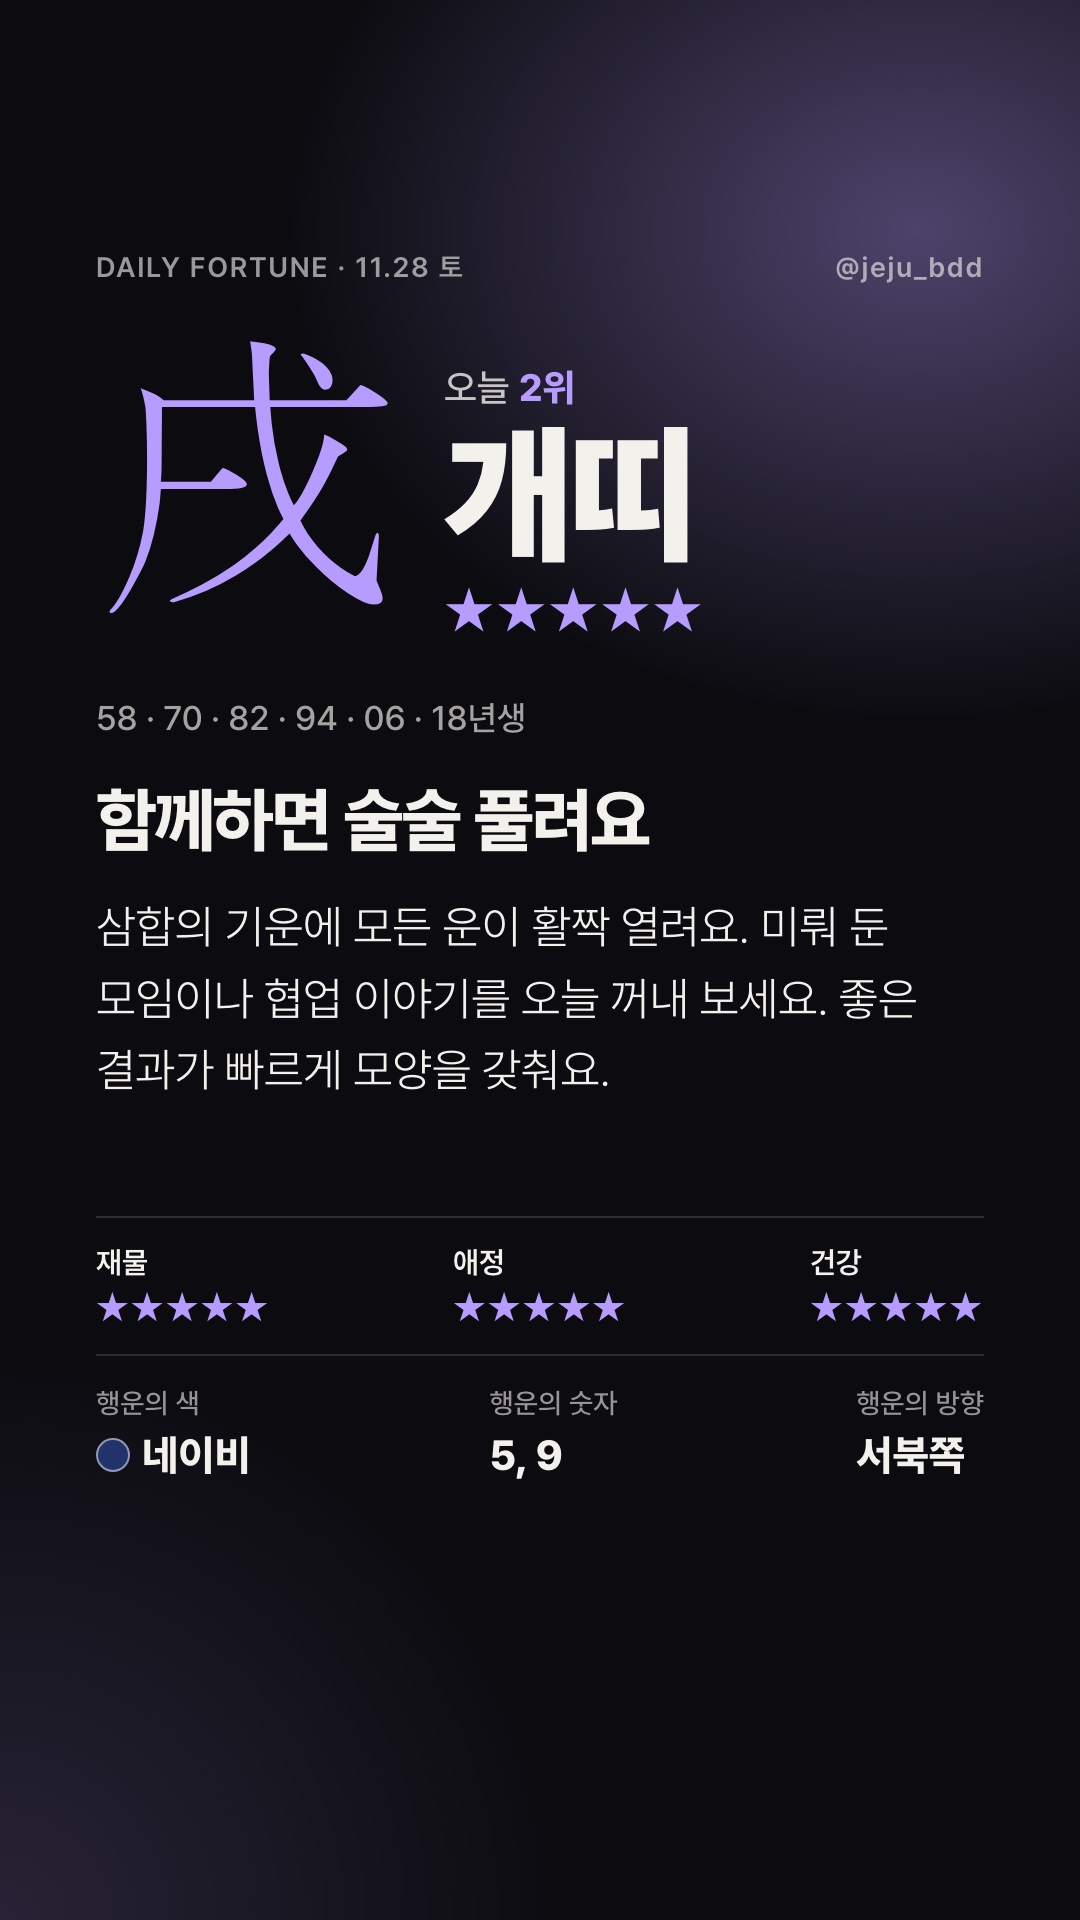 DAILY FORTUNE · 11.28 토
@jeju_bdd
戌
오늘 2위
개띠
★★★★★
58 · 70 · 82 · 94 · 06 · 18년생
함께하면 술술 풀려요
삼합의 기운에 모든 운이 활짝 열려요. 미뤄 둔
모임이나 협업 이야기를 오늘 꺼내 보세요. 좋은
결과가 빠르게 모양을 갖춰요.
재물 애정 건강
★★★★★ ★★★★★ ★★★★★
행운의 색 행운의 숫자 행운의 방향
네이비 5, 9 서북쪽